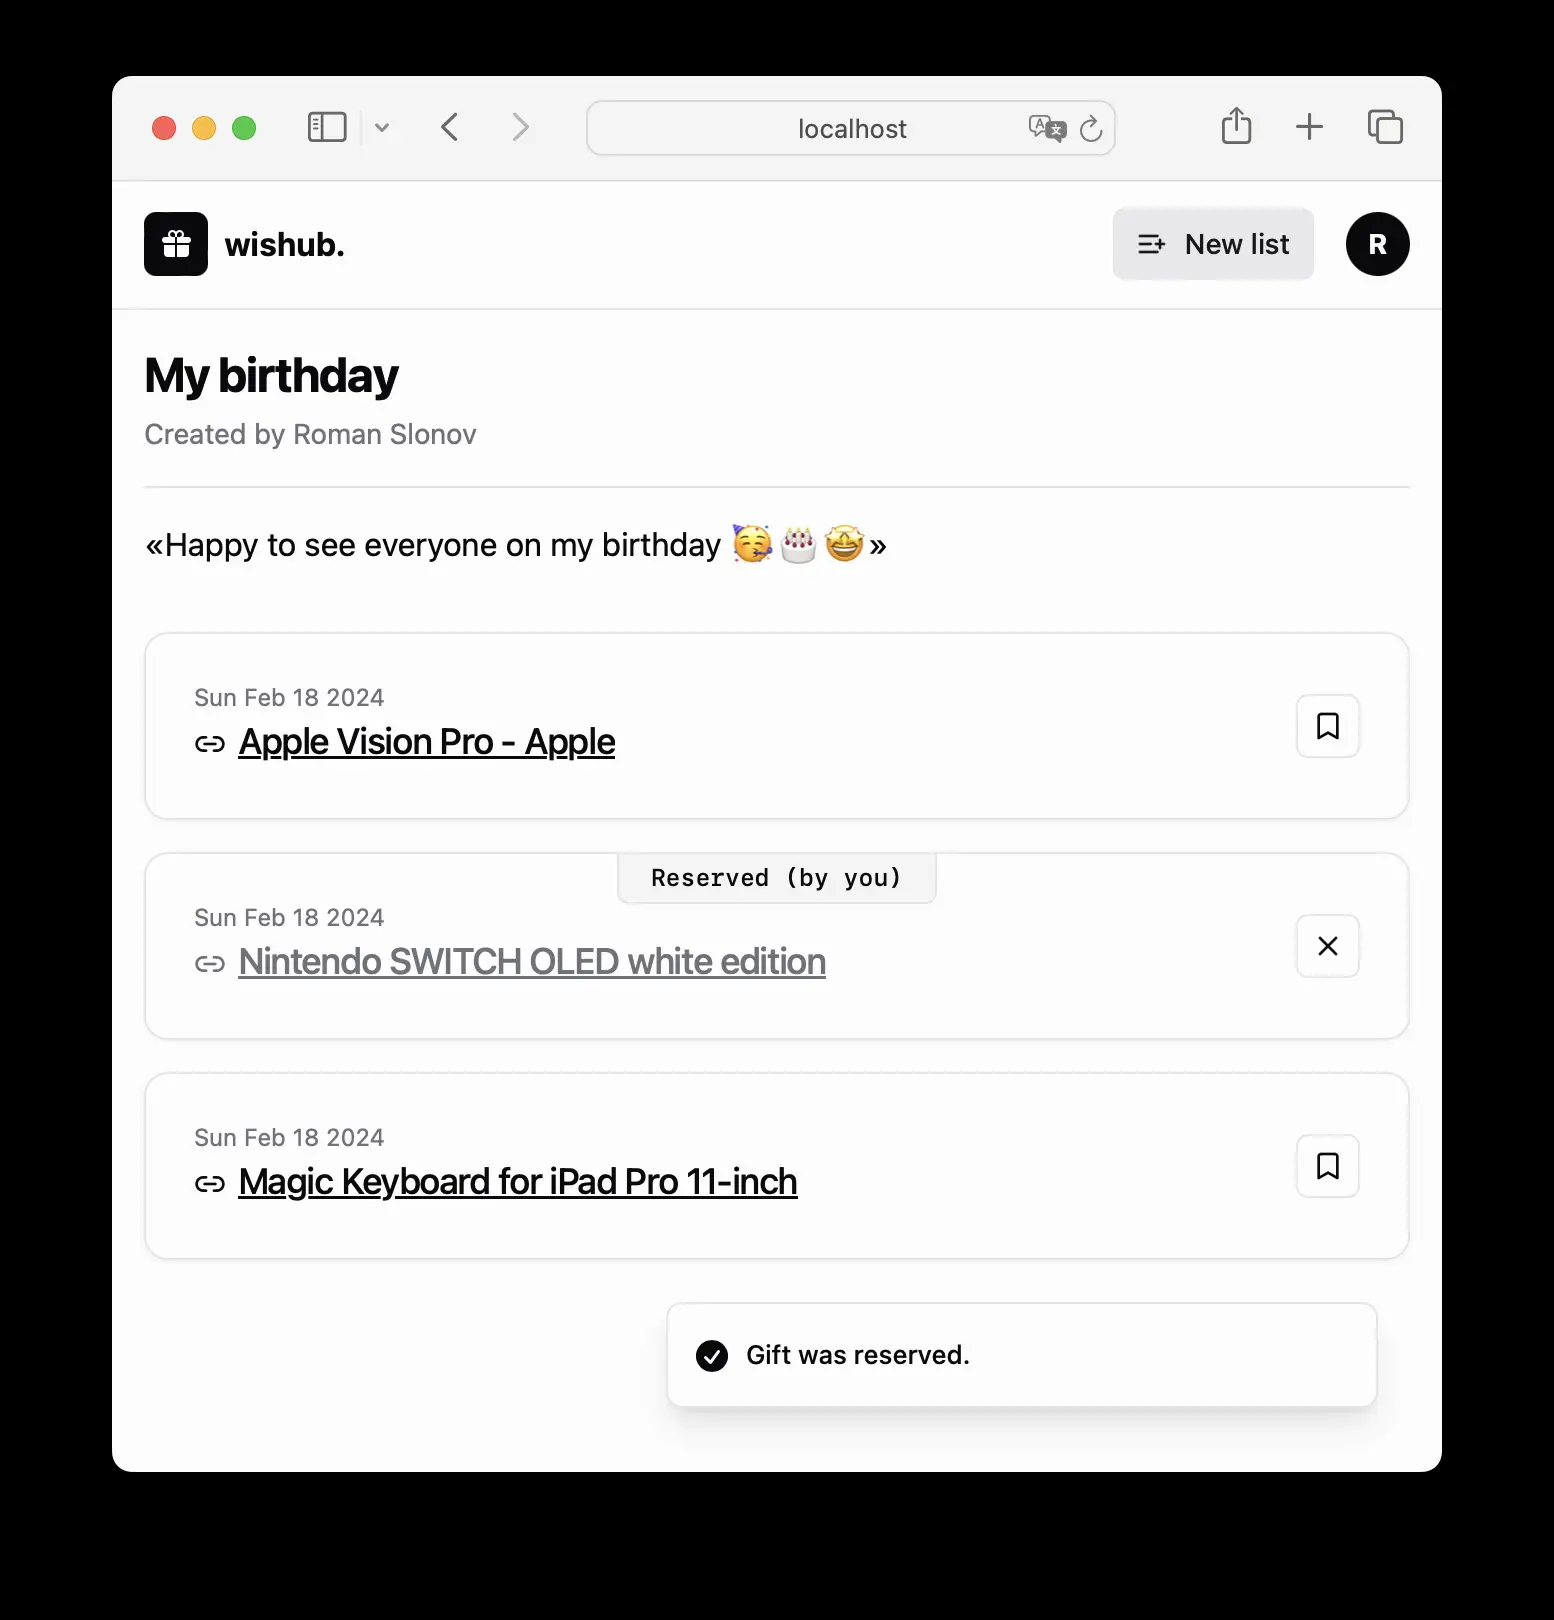 localhost
wishub.
New list
R
My birthday
Created by Roman Slonov
«Happy to see everyone on my birthday 🥳🎂🤩»
Sun Feb 18 2024
Apple Vision Pro - Apple
Reserved (by you)
Sun Feb 18 2024
Nintendo SWITCH OLED white edition
Sun Feb 18 2024
Magic Keyboard for iPad Pro 11-inch
Gift was reserved.